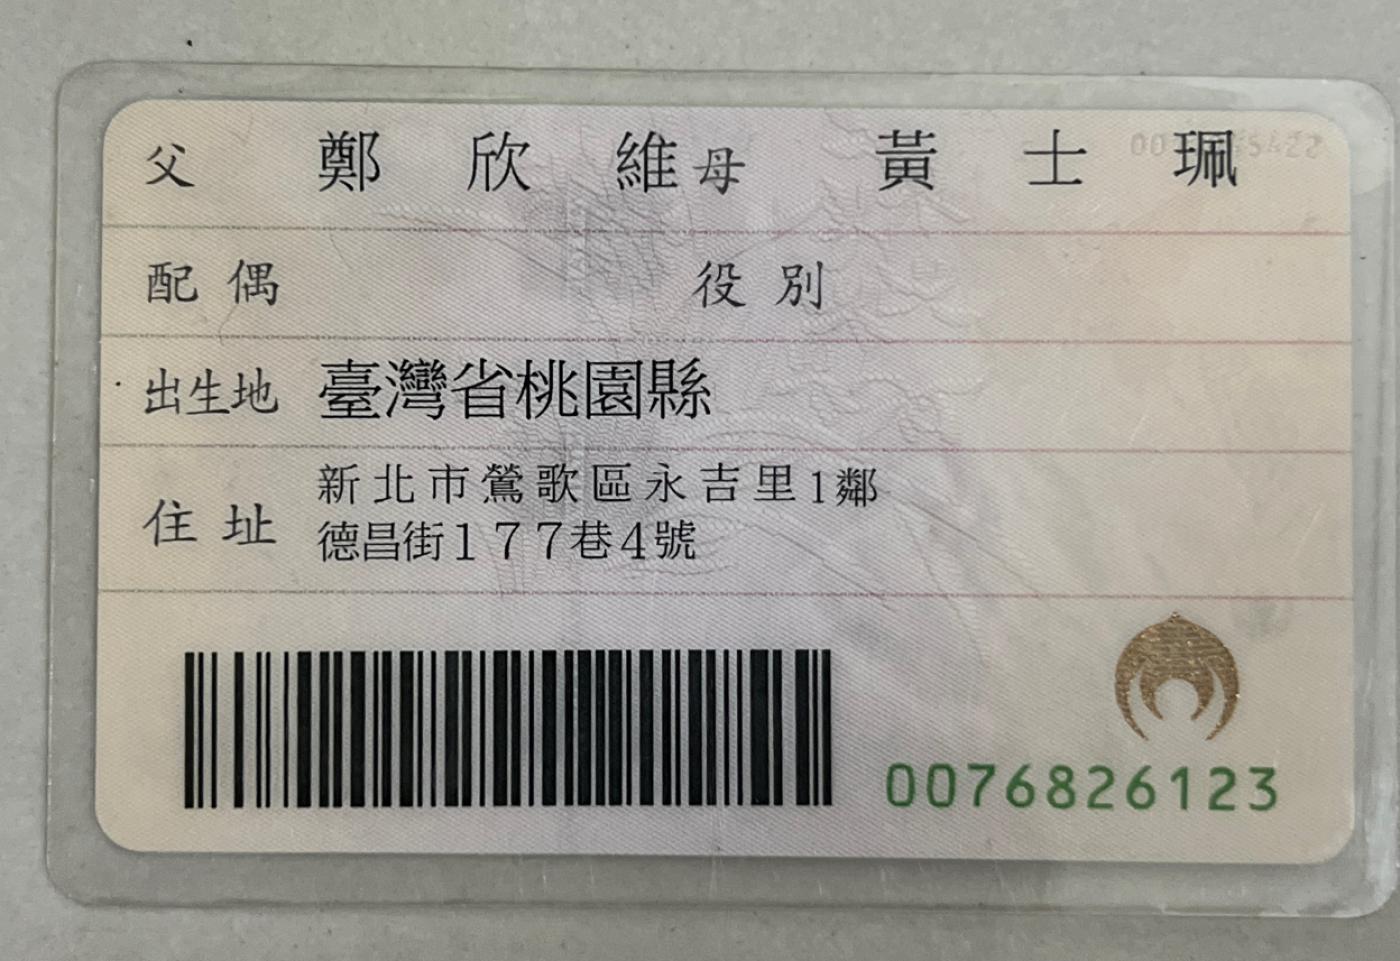 父 鄭欣維 母 黃士珮
配偶 役別
出生地 臺灣省桃園縣
住址 新北市鶯歌區永吉里1鄰
德昌街177巷4號
0076826123